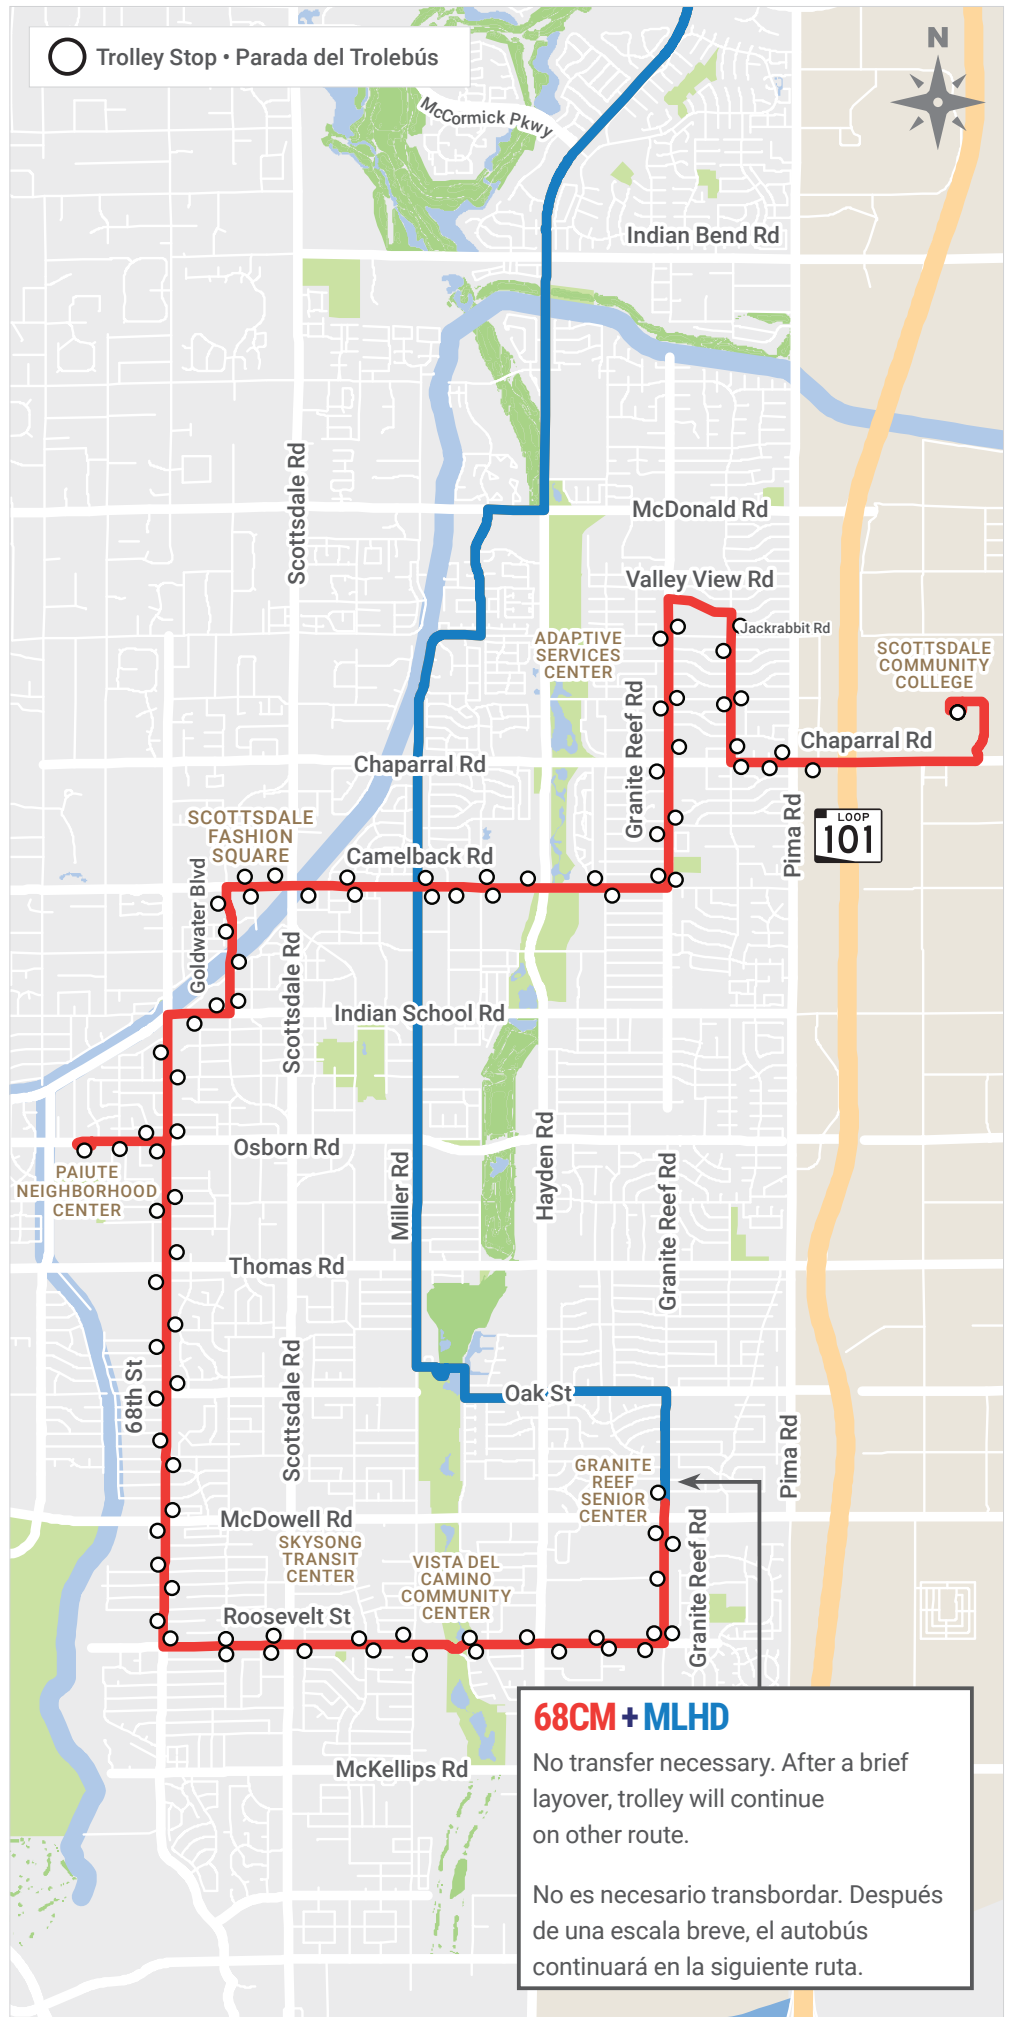 Trolley Stop • Parada del Trolebús
N
McCormick Pkwy
Indian Bend Rd
Scottsdale Rd
McDonald Rd
Valley View Rd
Jackrabbit Rd
ADAPTIVE
SERVICES
CENTER
SCOTTSDALE
COMMUNITY
COLLEGE
Granite Reef Rd
Chaparral Rd
Chaparral Rd
Pima Rd
LOOP
101
SCOTTSDALE
FASHION
SQUARE
Camelback Rd
Goldwater Blvd
Scottsdale Rd
Indian School Rd
Osborn Rd
PAIUTE
NEIGHBORHOOD
CENTER
Miller Rd
Hayden Rd
Granite Reef Rd
Thomas Rd
68th St
Scottsdale Rd
Oak St
Pima Rd
GRANITE
REEF
SENIOR
CENTER
McDowell Rd
SKYSONG
TRANSIT
CENTER
VISTA DEL
CAMINO
COMMUNITY
CENTER
Granite Reef Rd
Roosevelt St
McKellips Rd
68CM + MLHD
No transfer necessary. After a brief
layover, trolley will continue
on other route.
No es necesario transbordar. Después
de una escala breve, el autobús
continuará en la siguiente ruta.